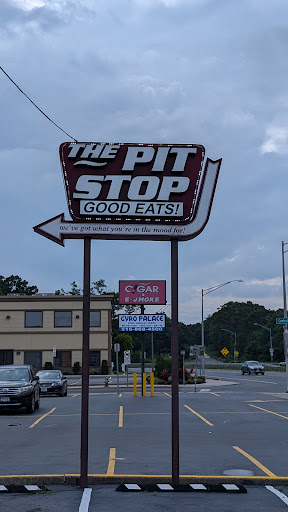 THE PIT
STOP
GOOD EATS!
we've got what you're in the mood for!
CIGAR
E-SMOKE
GYRO PALACE